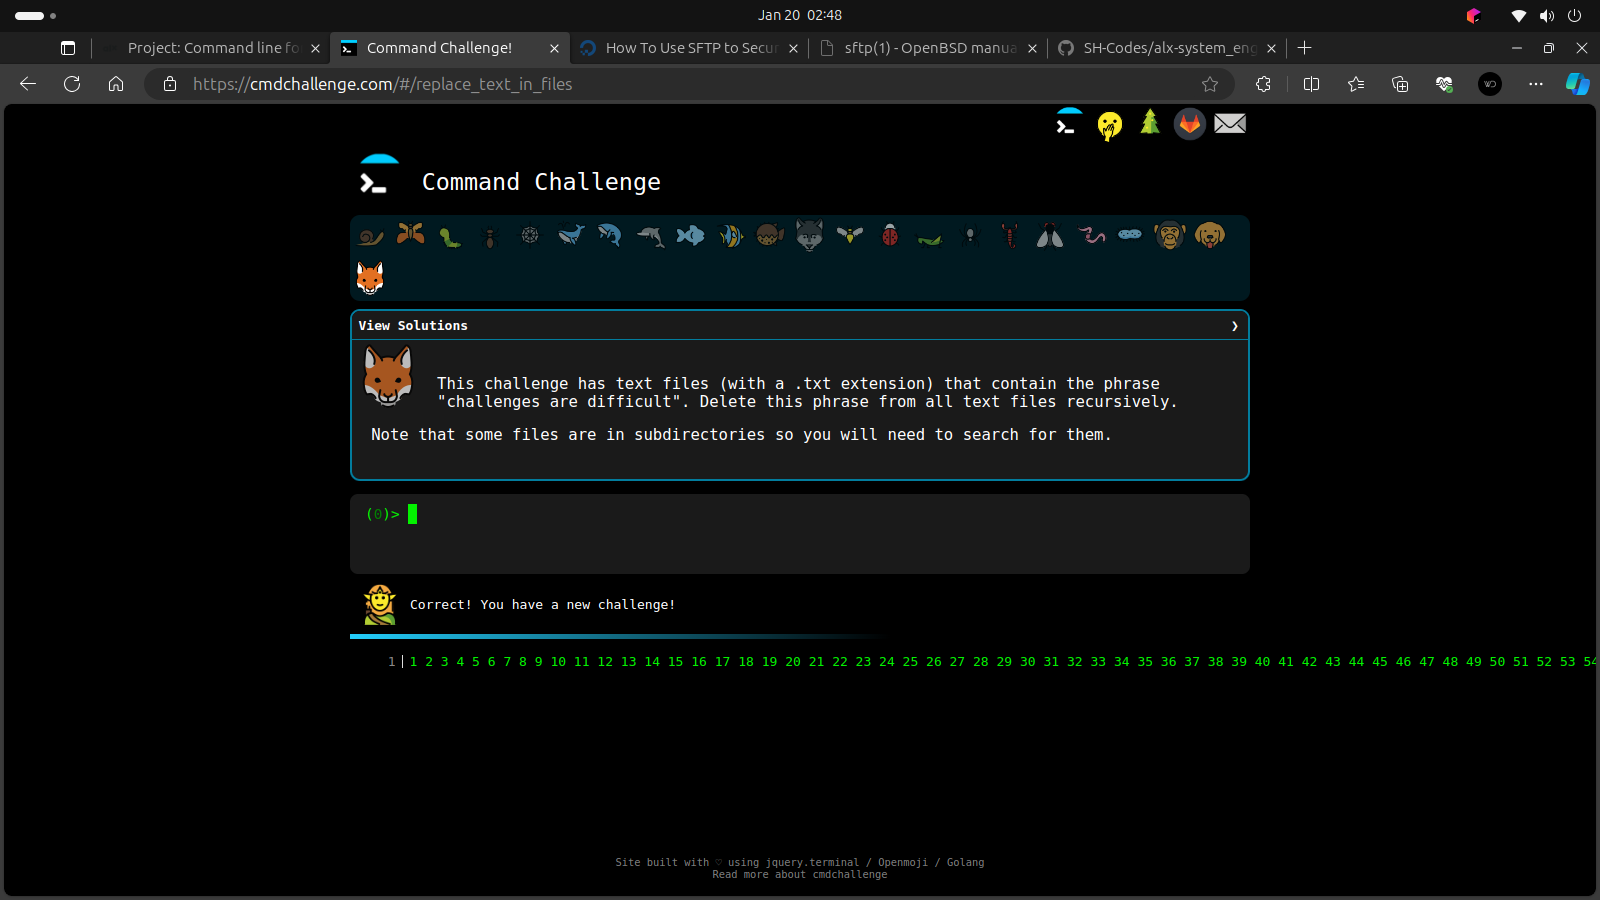 Jan 20 02:48
Project: Command line fo
Command Challenge!
How To Use SFTP to Secur
sftp(1) - OpenBSD manua
SH-Codes/alx-system_eng
https://cmdchallenge.com/#/replace_text_in_files
Command Challenge
View Solutions
This challenge has text files (with a .txt extension) that contain the phrase
"challenges are difficult". Delete this phrase from all text files recursively.
Note that some files are in subdirectories so you will need to search for them.
(0)>
Correct! You have a new challenge!
1 1 2 3 4 5 6 7 8 9 10 11 12 13 14 15 16 17 18 19 20 21 22 23 24 25 26 27 28 29 30 31 32 33 34 35 36 37 38 39 40 41 42 43 44 45 46 47 48 49 50 51 52 53 54
Site built with ♡ using jquery.terminal / Openmoji / Golang
Read more about cmdchallenge